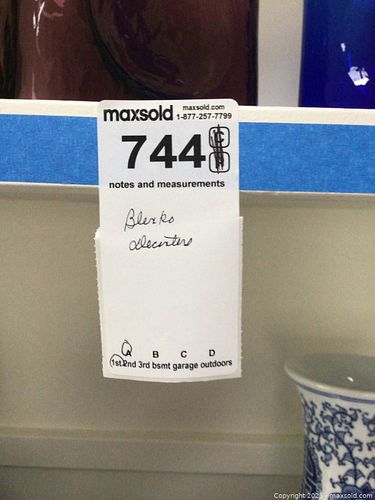 maxsold maxsold.com
1-877-257-7799
744 C
notes and measurements
Blenko
Decanters
A B C D
1st 2nd 3rd bsmt garage outdoors
Copyright 2023 - maxsold.com